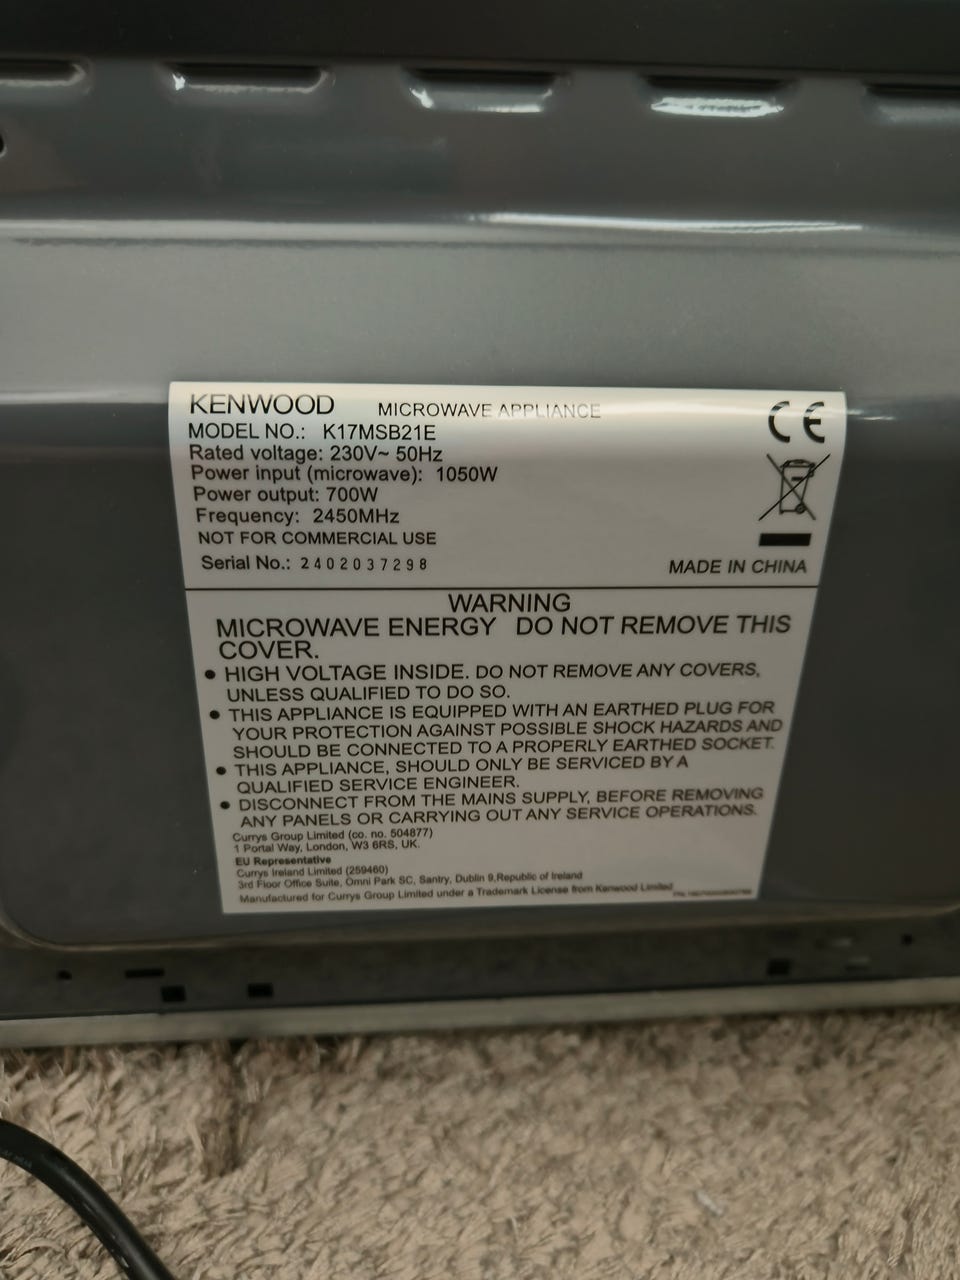 KENWOOD MICROWAVE APPLIANCE
MODEL NO.: K17MSB21E
Rated voltage: 230V~ 50Hz
Power input (microwave): 1050W
Power output: 700W
Frequency: 2450MHz
NOT FOR COMMERCIAL USE
Serial No.: 2402037298
CE
MADE IN CHINA
WARNING
MICROWAVE ENERGY DO NOT REMOVE THIS
COVER.
● HIGH VOLTAGE INSIDE. DO NOT REMOVE ANY COVERS,
UNLESS QUALIFIED TO DO SO.
● THIS APPLIANCE IS EQUIPPED WITH AN EARTHED PLUG FOR
YOUR PROTECTION AGAINST POSSIBLE SHOCK HAZARDS AND
SHOULD BE CONNECTED TO A PROPERLY EARTHED SOCKET.
● THIS APPLIANCE, SHOULD ONLY BE SERVICED BY A
QUALIFIED SERVICE ENGINEER.
● DISCONNECT FROM THE MAINS SUPPLY, BEFORE REMOVING
ANY PANELS OR CARRYING OUT ANY SERVICE OPERATIONS.
Currys Group Limited (co. no. 504877)
1 Portal Way, London, W3 6RS, UK.
EU Representative
Currys Ireland Limited (259460)
3rd Floor Office Suite, Omni Park SC, Santry, Dublin 9,Republic of Ireland
Manufactured for Currys Group Limited under a Trademark License from Kenwood Limited